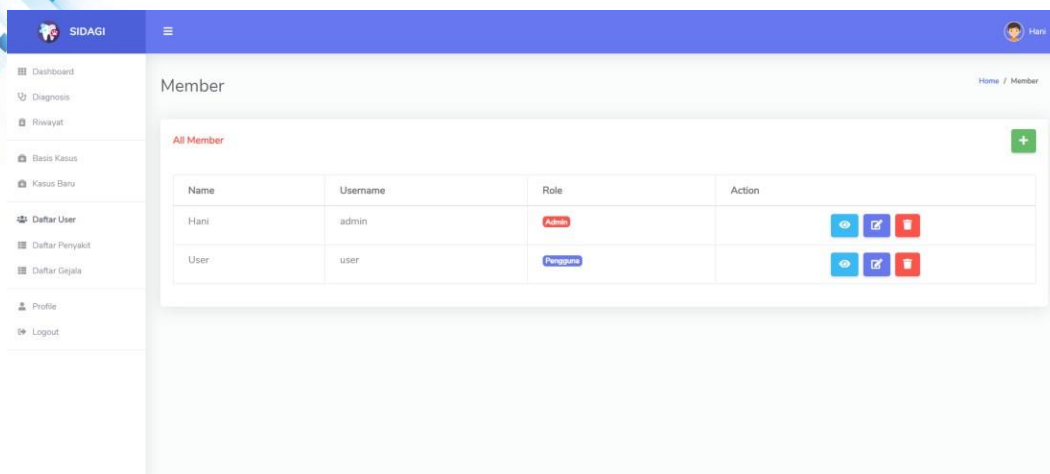 SIDAGI
Hani
Dashboard
Diagnosis
Riwayat
Basis Kasus
Kasus Baru
Daftar User
Daftar Penyakit
Daftar Gejala
Profile
Logout
Member
Home / Member
All Member
Name Username Role Action
Hani admin Admin
User user Pengguna